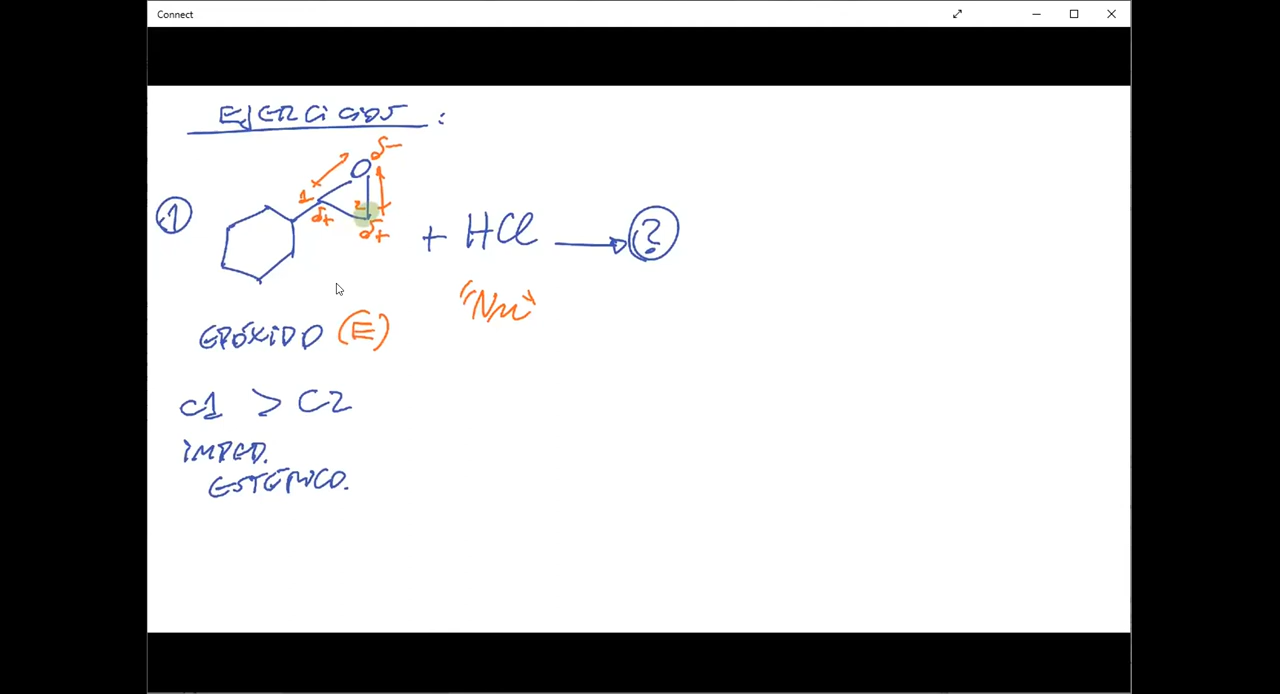 Connect
EJERCICIOS :
δ-
O
1
2
δ+
δ+
1
+ HCl → ?
"Nu"
EPÓXIDO (E)
C1 > C2
IMPED.
ESTÉRICO.